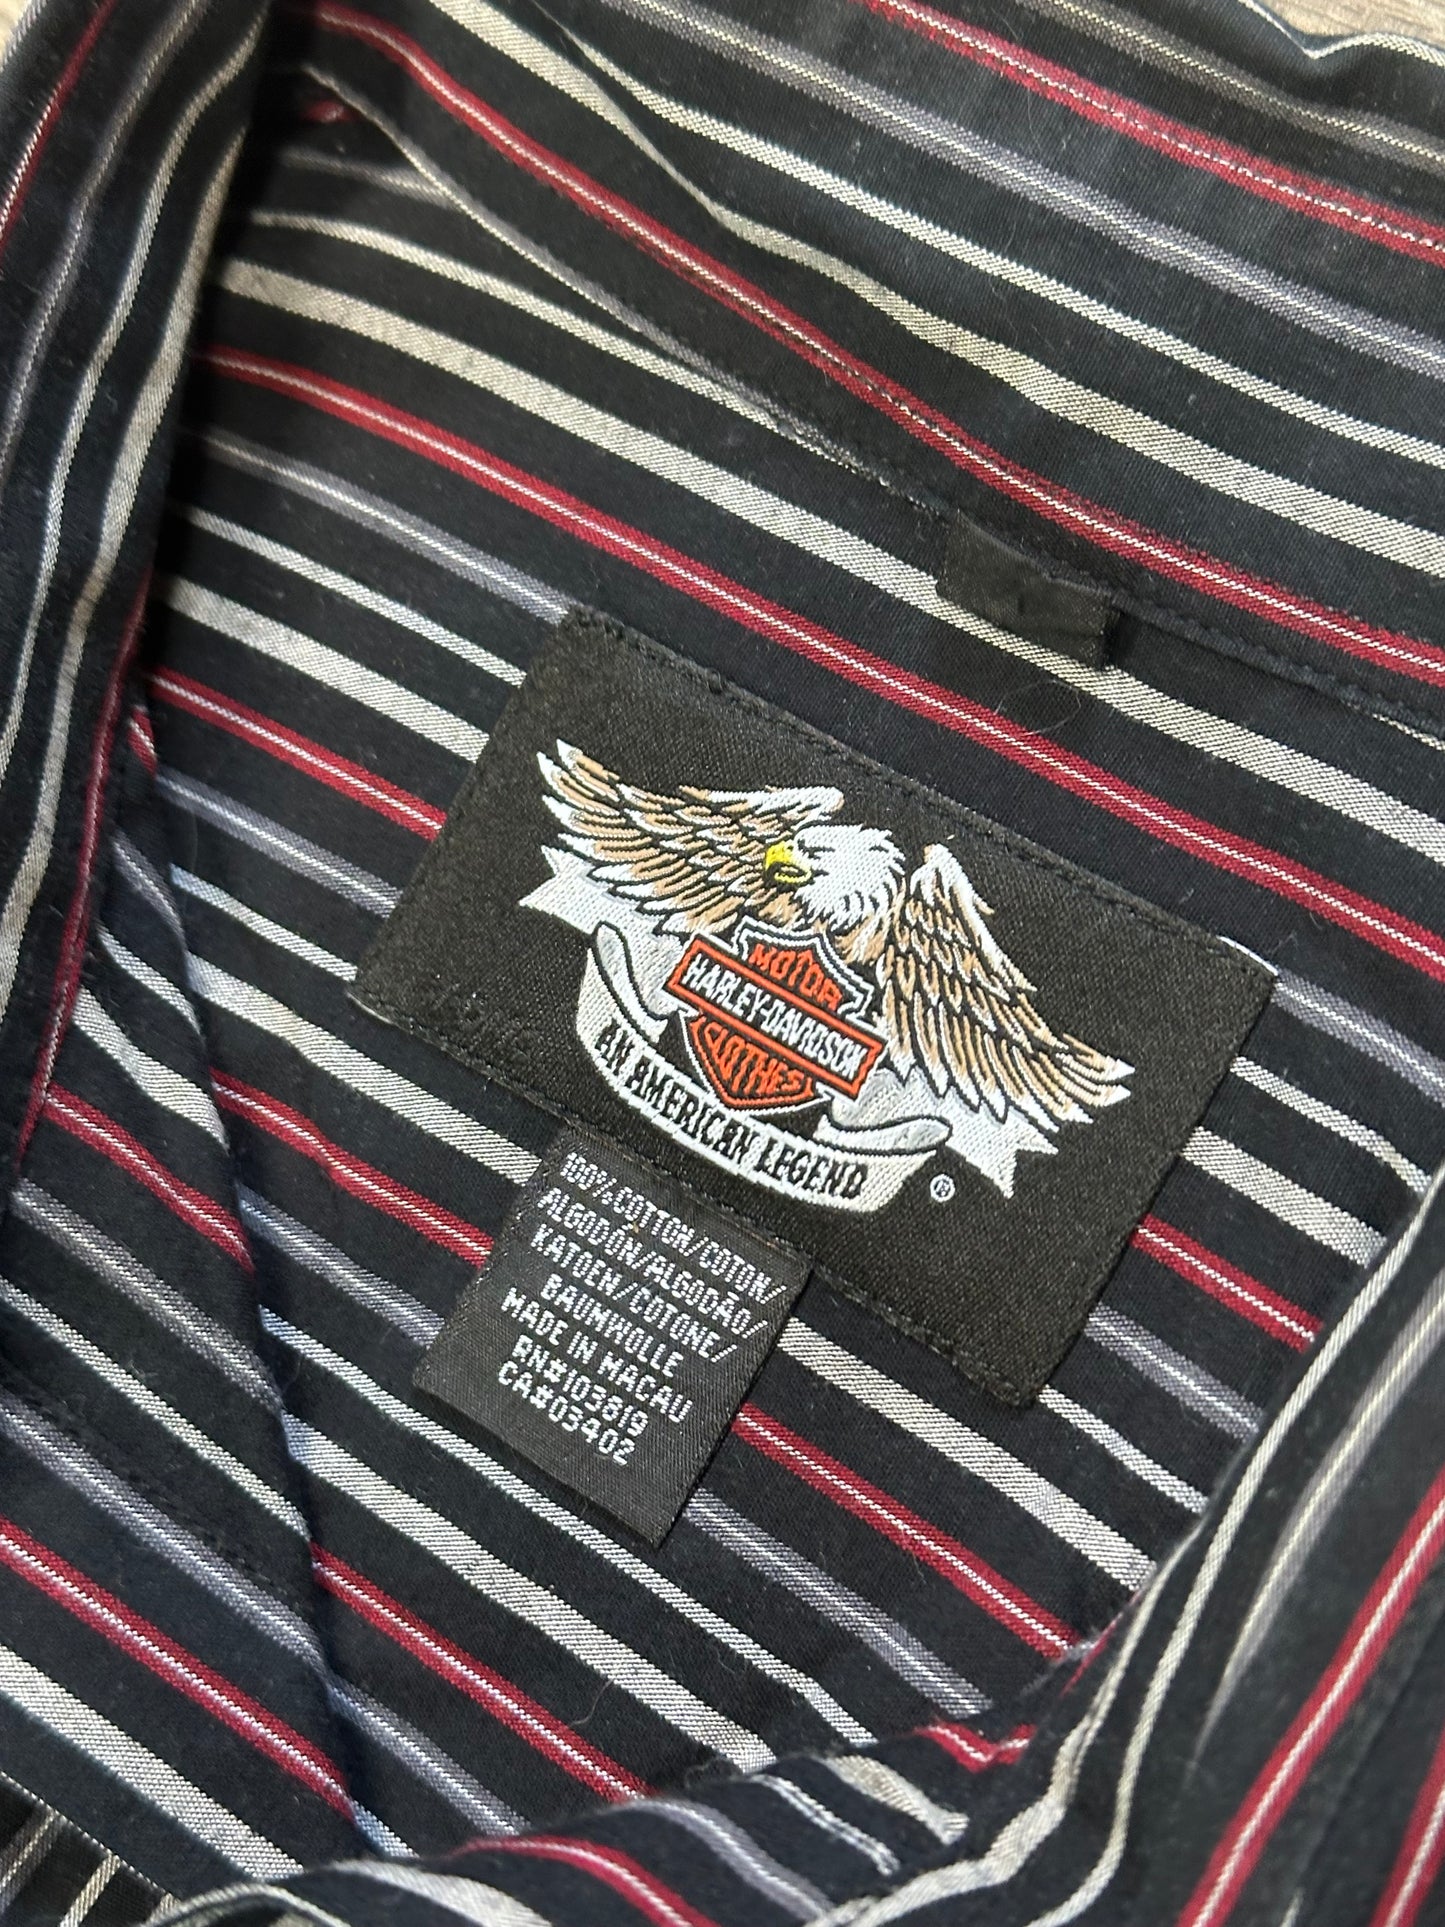 MOTOR
HARLEY-DAVIDSON
CLOTHES
AN AMERICAN LEGEND
®
100% COTTON/COTON/
ALGODÓN/ALGODAO/
KATOEN/COTONE/
BAUMWOLLE
MADE IN MACAU
RN#103819
CA#03402